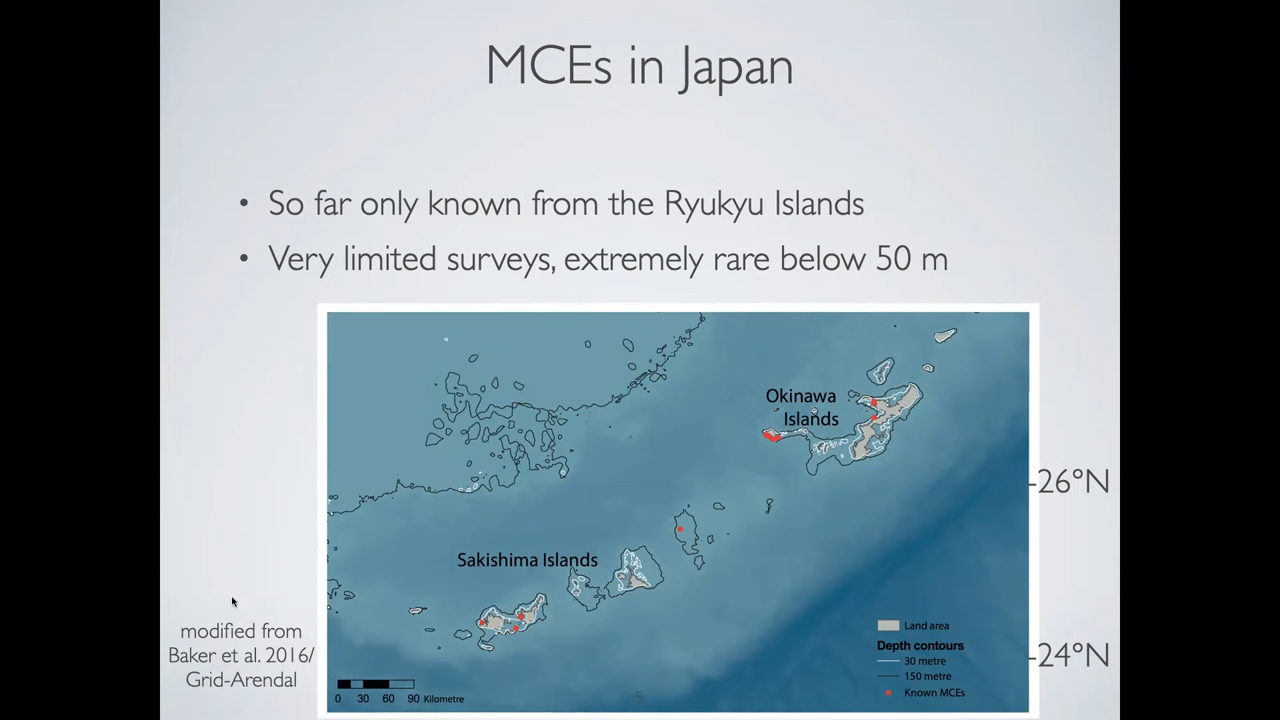 MCEs in Japan
• So far only known from the Ryukyu Islands
• Very limited surveys, extremely rare below 50 m
Okinawa
Islands
-26°N
Sakishima Islands
modified from
Baker et al. 2016/
Grid-Arendal
Land area
Depth contours
30 metre
150 metre
Known MCEs
-24°N
0 30 60 90 Kilometre
5